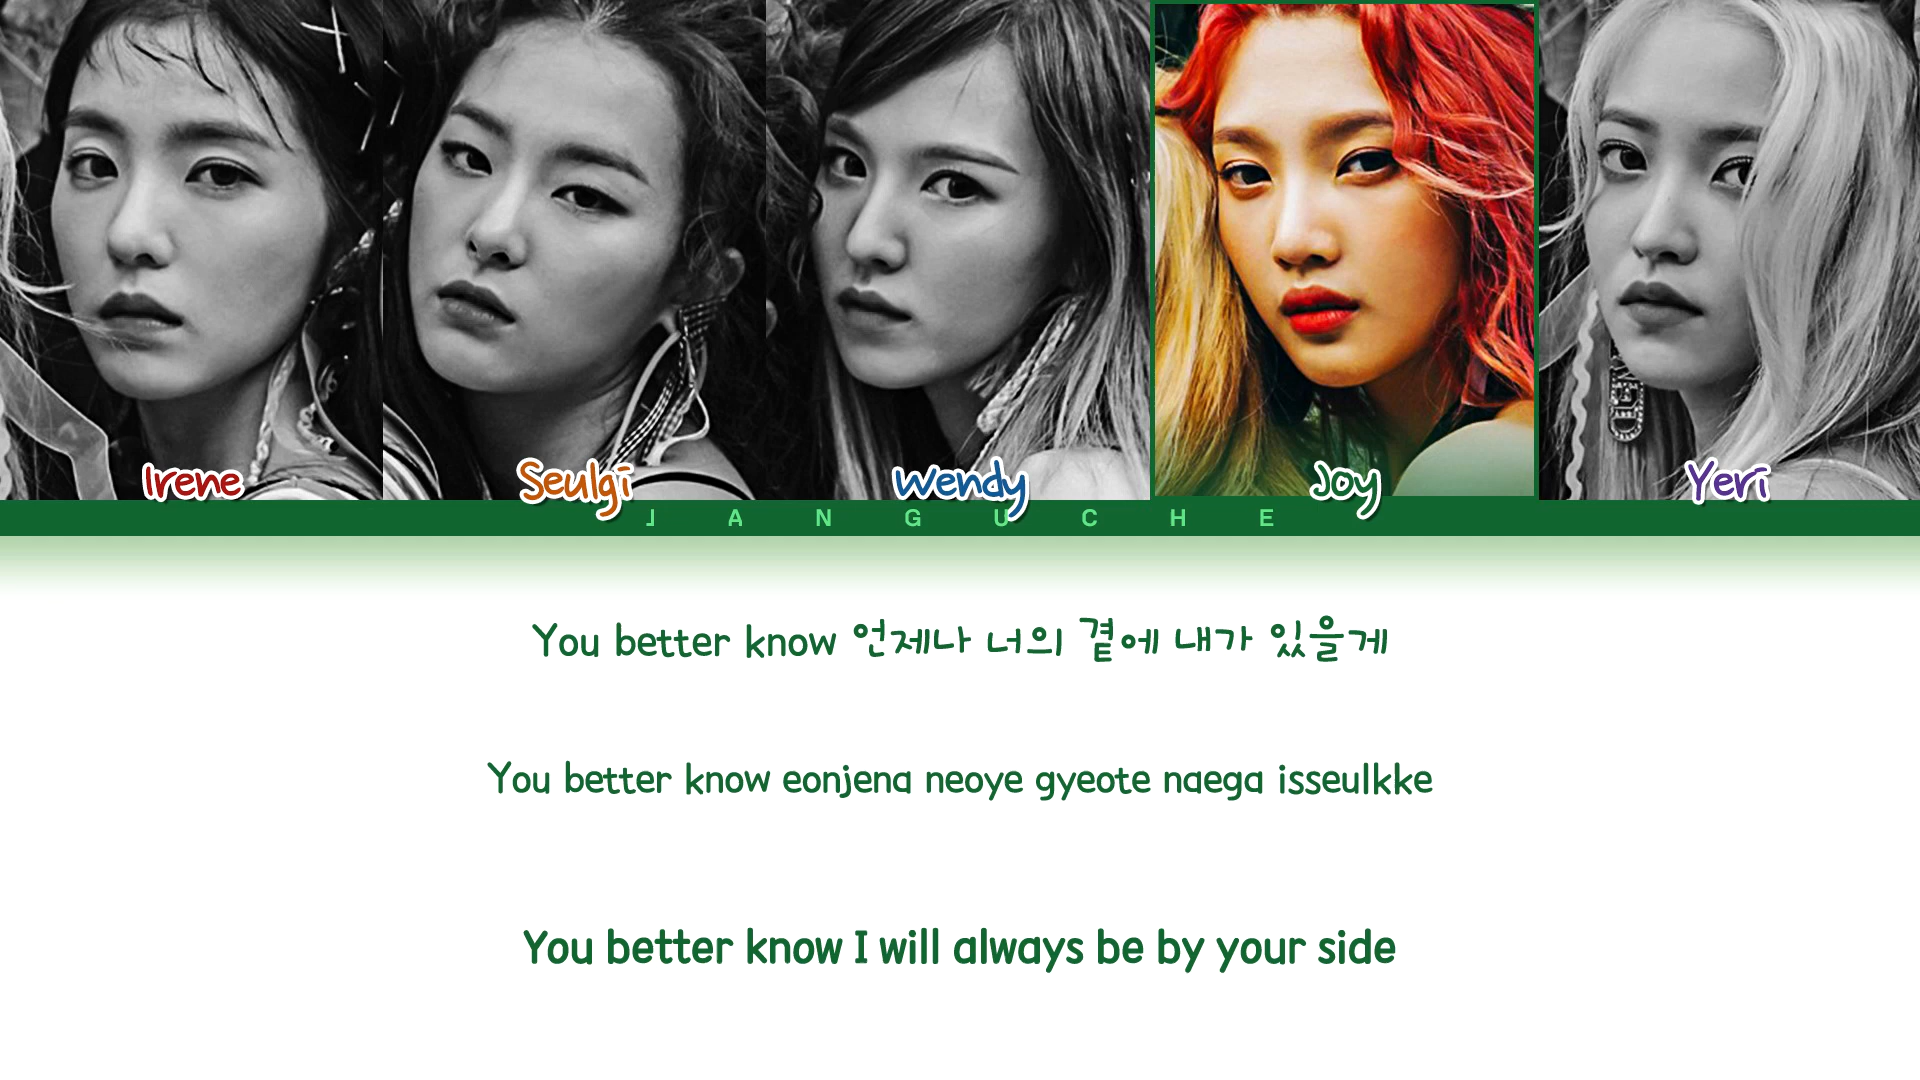 Irene Seulgi Wendy Joy Yeri
JANGUCHE
You better know 언제나 너의 곁에 내가 있을게
You better know eonjena neoye gyeote naega isseulkke
You better know I will always be by your side